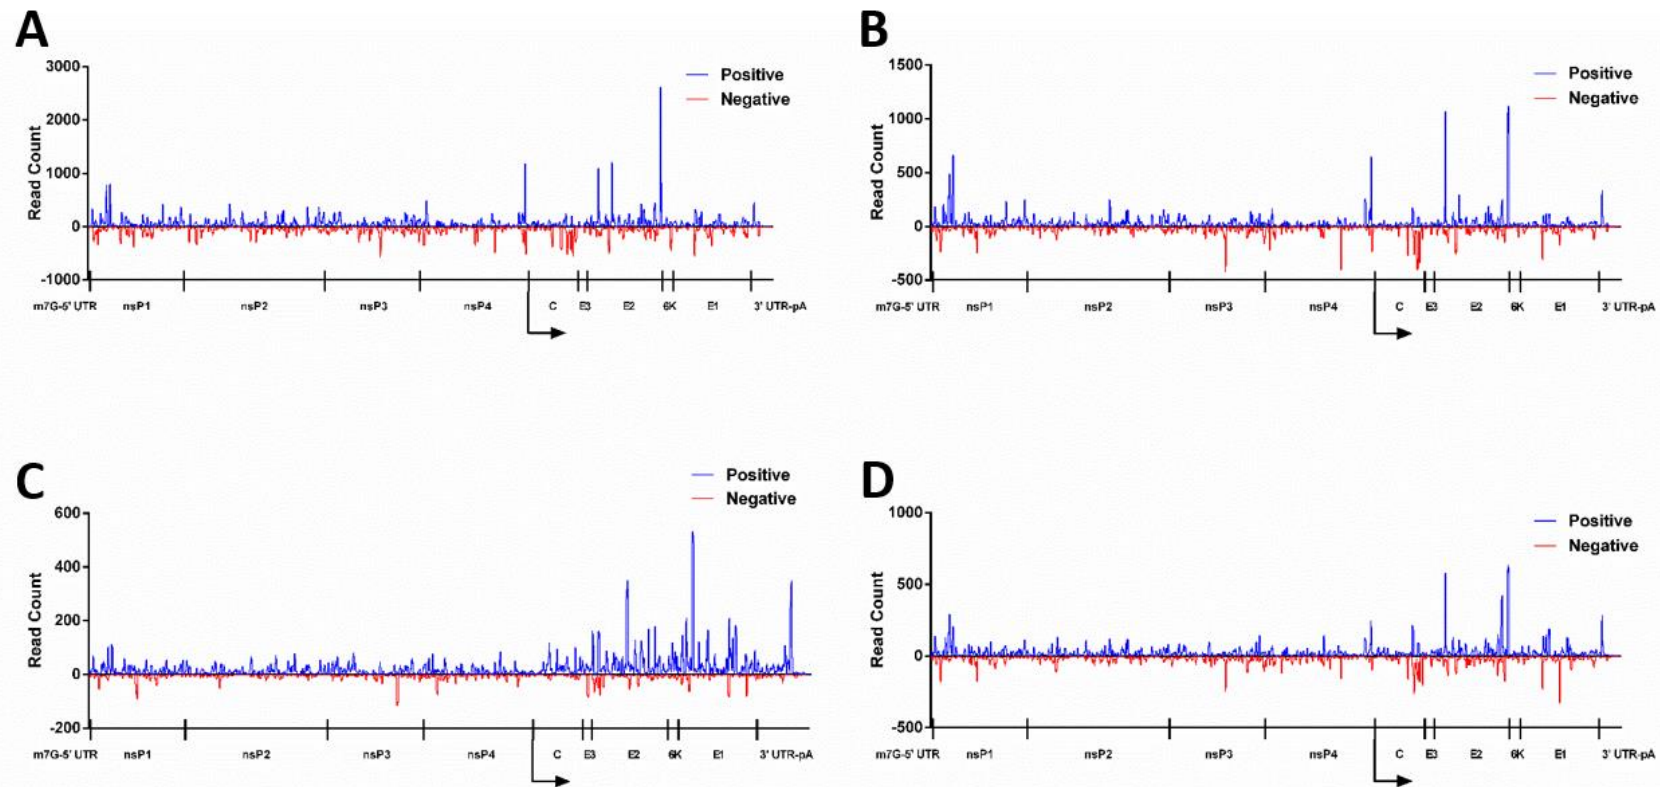 A
3000
2000
1000
0
-1000
Read Count
Positive
Negative
m7G-5' UTR nsP1 nsP2 nsP3 nsP4 C E3 E2 6K E1 3' UTR-pA
B
1500
1000
500
0
-500
Read Count
Positive
Negative
m7G-5' UTR nsP1 nsP2 nsP3 nsP4 C E3 E2 6K E1 3' UTR-pA
C
600
400
200
0
-200
Read Count
Positive
Negative
m7G-5' UTR nsP1 nsP2 nsP3 nsP4 C E3 E2 6K E1 3' UTR-pA
D
1000
500
0
-500
Read Count
Positive
Negative
m7G-5' UTR nsP1 nsP2 nsP3 nsP4 C E3 E2 6K E1 3' UTR-pA